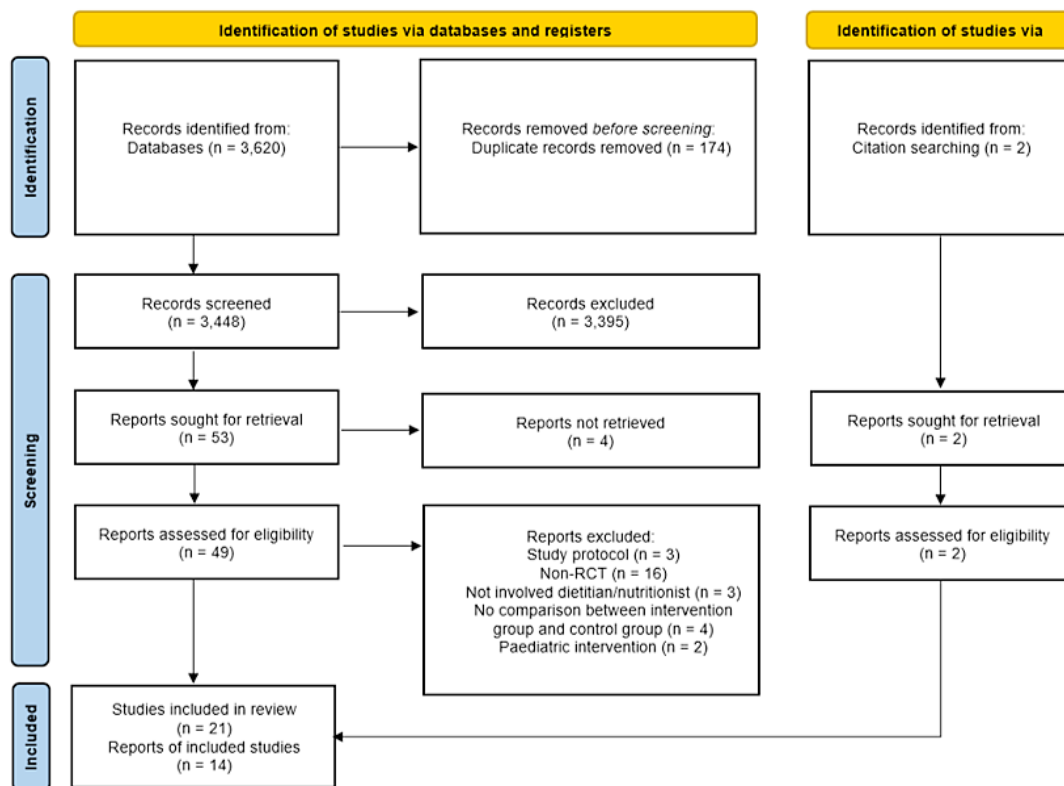 Identification of studies via databases and registers
Identification of studies via
Identification
Records identified from:
Databases (n = 3,620)
Records removed before screening:
Duplicate records removed (n = 174)
Records identified from:
Citation searching (n = 2)
Screening
Records screened
(n = 3,448)
Records excluded
(n = 3,395)
Reports sought for retrieval
(n = 53)
Reports not retrieved
(n = 4)
Reports sought for retrieval
(n = 2)
Reports assessed for eligibility
(n = 49)
Reports excluded:
Study protocol (n = 3)
Non-RCT (n = 16)
Not involved dietitian/nutritionist (n = 3)
No comparison between intervention
group and control group (n = 4)
Paediatric intervention (n = 2)
Reports assessed for eligibility
(n = 2)
Included
Studies included in review
(n = 21)
Reports of included studies
(n = 14)